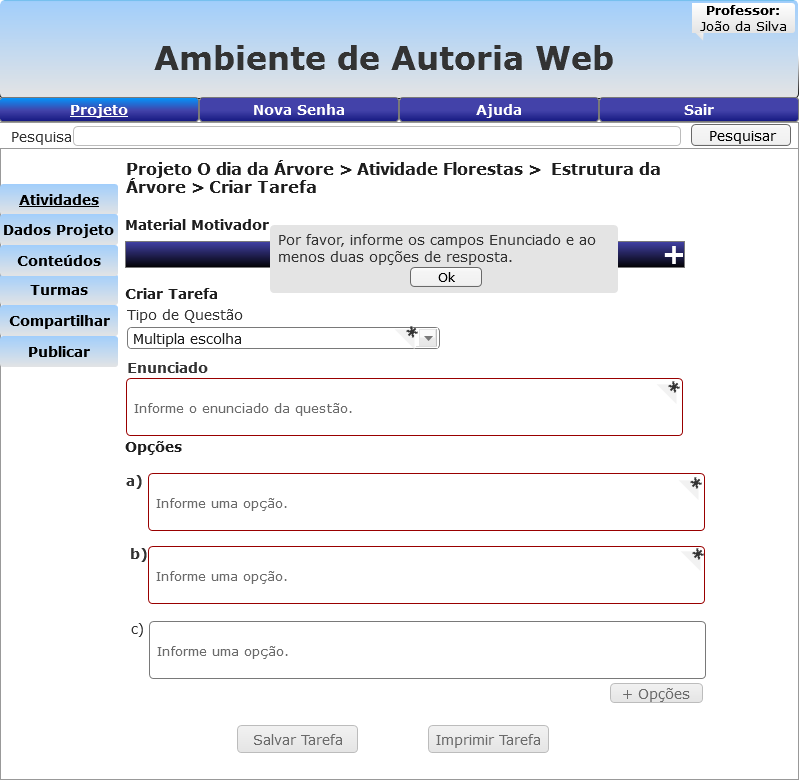 Professor:
João da Silva
Ambiente de Autoria Web
Projeto
Nova Senha
Ajuda
Sair
Pesquisa
Pesquisar
Projeto O dia da Árvore > Atividade Florestas > Estrutura da
Árvore > Criar Tarefa
Atividades
Dados Projeto
Conteúdos
Turmas
Compartilhar
Publicar
Material Motivador
+
Por favor, informe os campos Enunciado e ao
menos duas opções de resposta.
Ok
Criar Tarefa
Tipo de Questão
Multipla escolha *
Enunciado
*
Informe o enunciado da questão.
Opções
a) *
Informe uma opção.
b) *
Informe uma opção.
c)
Informe uma opção.
+ Opções
Salvar Tarefa
Imprimir Tarefa